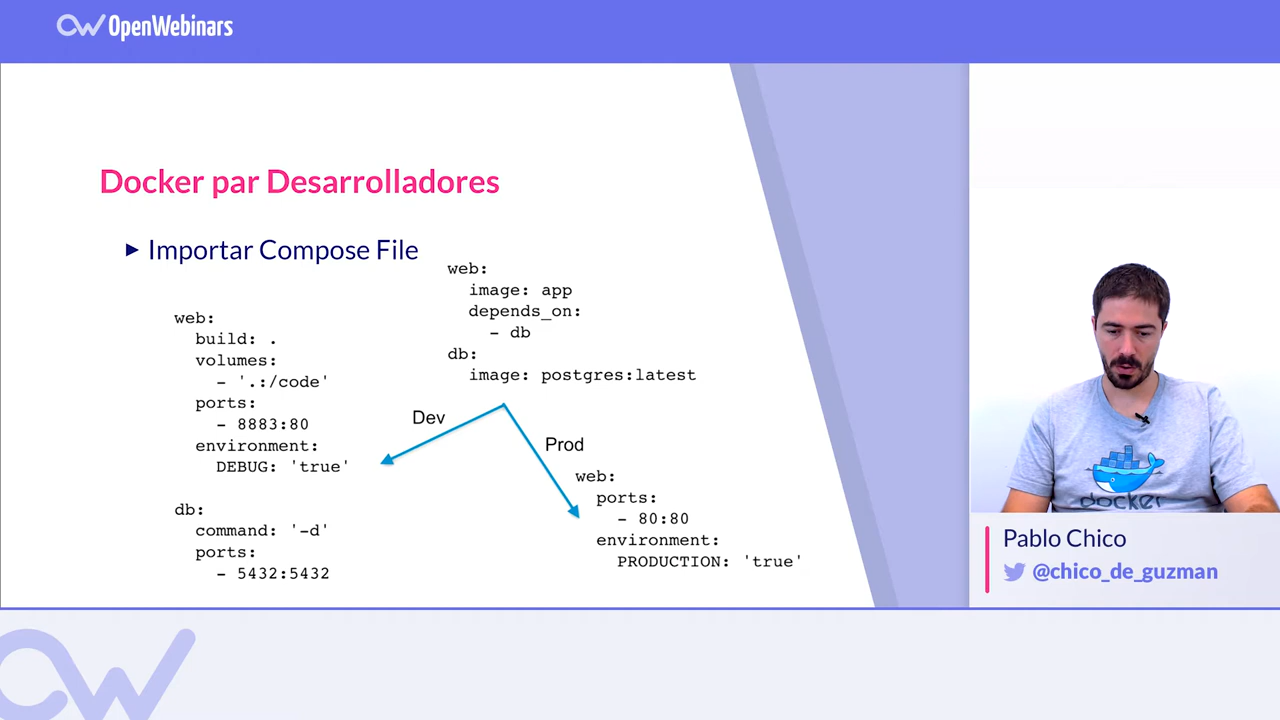 OpenWebinars
Docker par Desarrolladores
Importar Compose File
web:
image: app
depends_on:
- db
db:
image: postgres:latest
web:
build: .
volumes:
- '.:/code'
ports:
- 8883:80
environment:
DEBUG: 'true'
db:
command: '-d'
ports:
- 5432:5432
Dev
Prod
web:
ports:
- 80:80
environment:
PRODUCTION: 'true'
docker
Pablo Chico
@chico_de_guzman